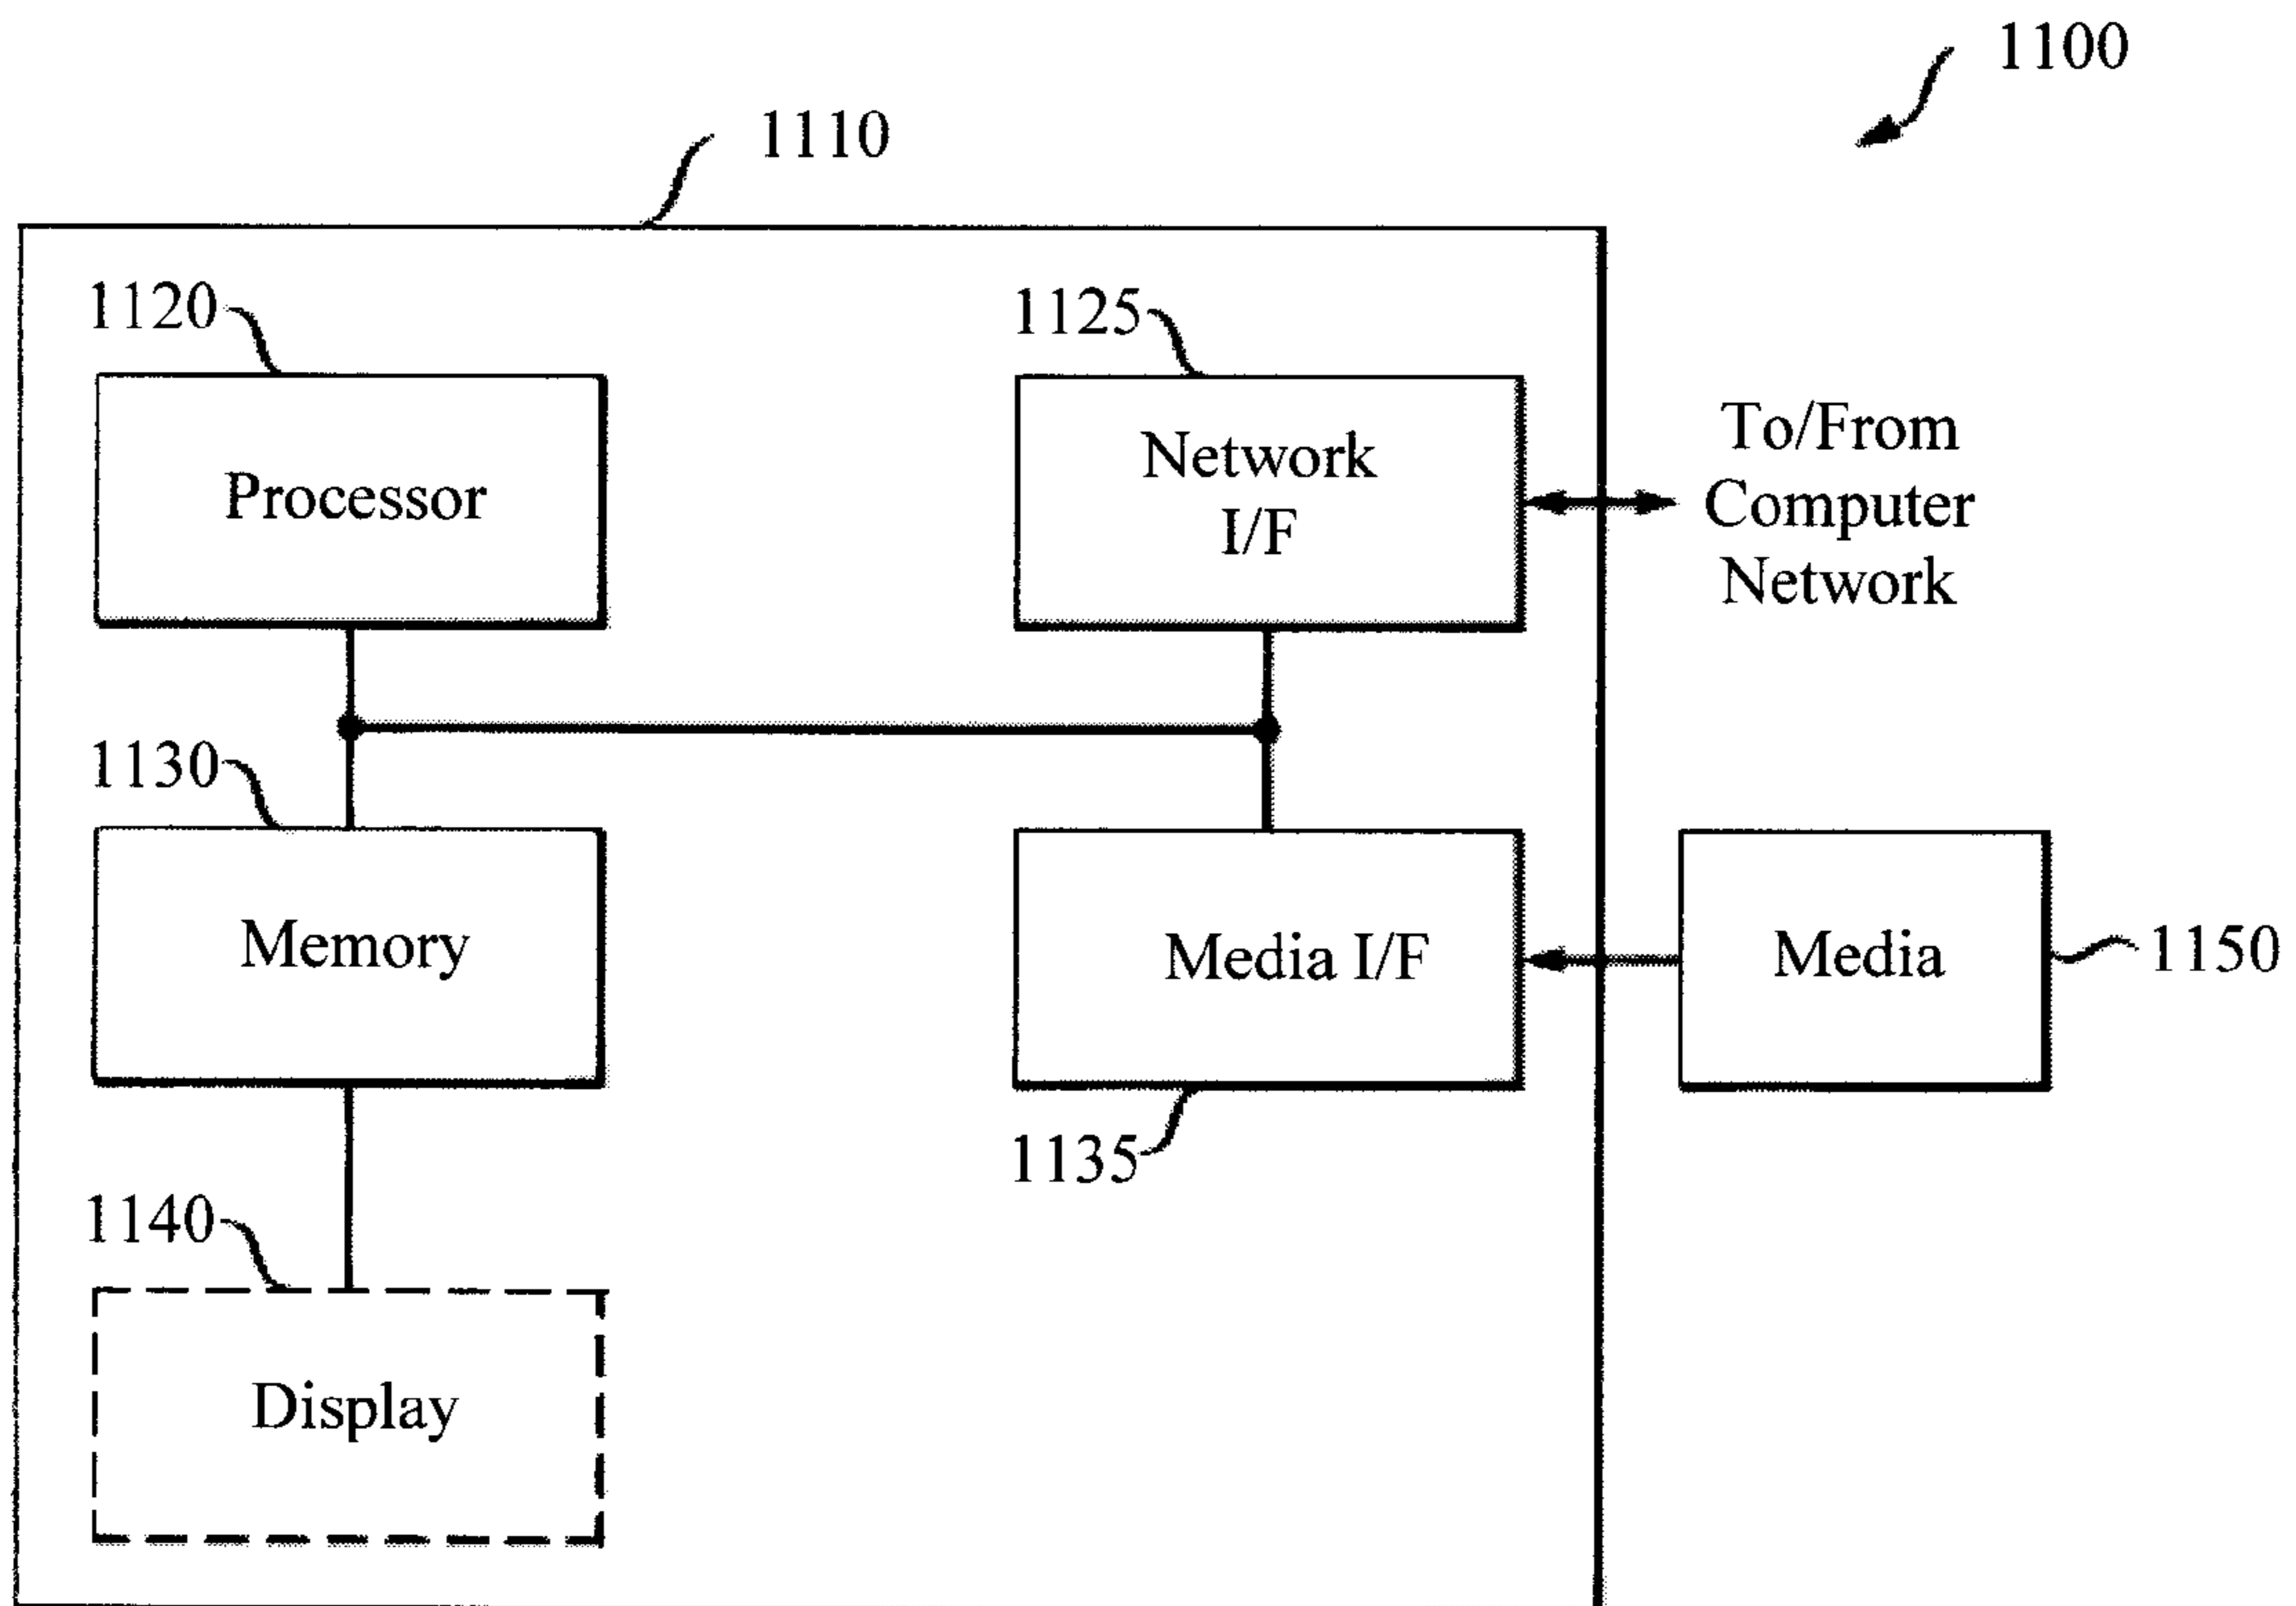 1100
1110
1120
1125
Processor
Network
I/F
To/From
Computer
Network
1130
Memory
Media I/F
Media
1150
1135
1140
Display